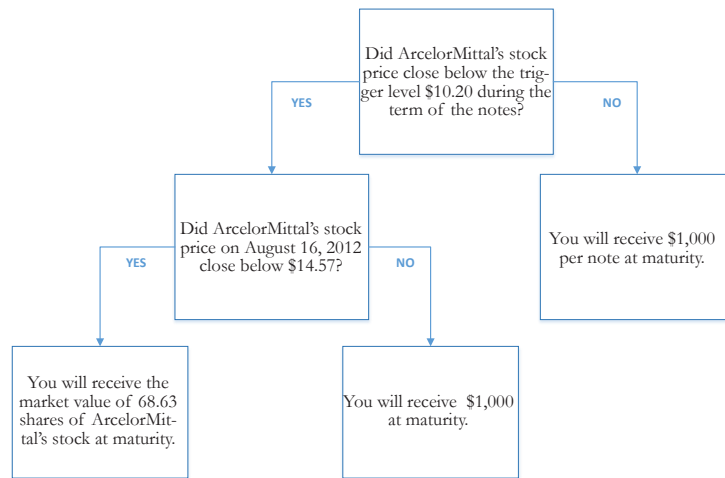 Did ArcelorMittal's stock
price close below the trig-
ger level $10.20 during the
term of the notes?
YES
NO
Did ArcelorMittal's stock
price on August 16, 2012
close below $14.57?
You will receive $1,000
per note at maturity.
YES
NO
You will receive the
market value of 68.63
shares of ArcelorMit-
tal's stock at maturity.
You will receive  $1,000
at maturity.